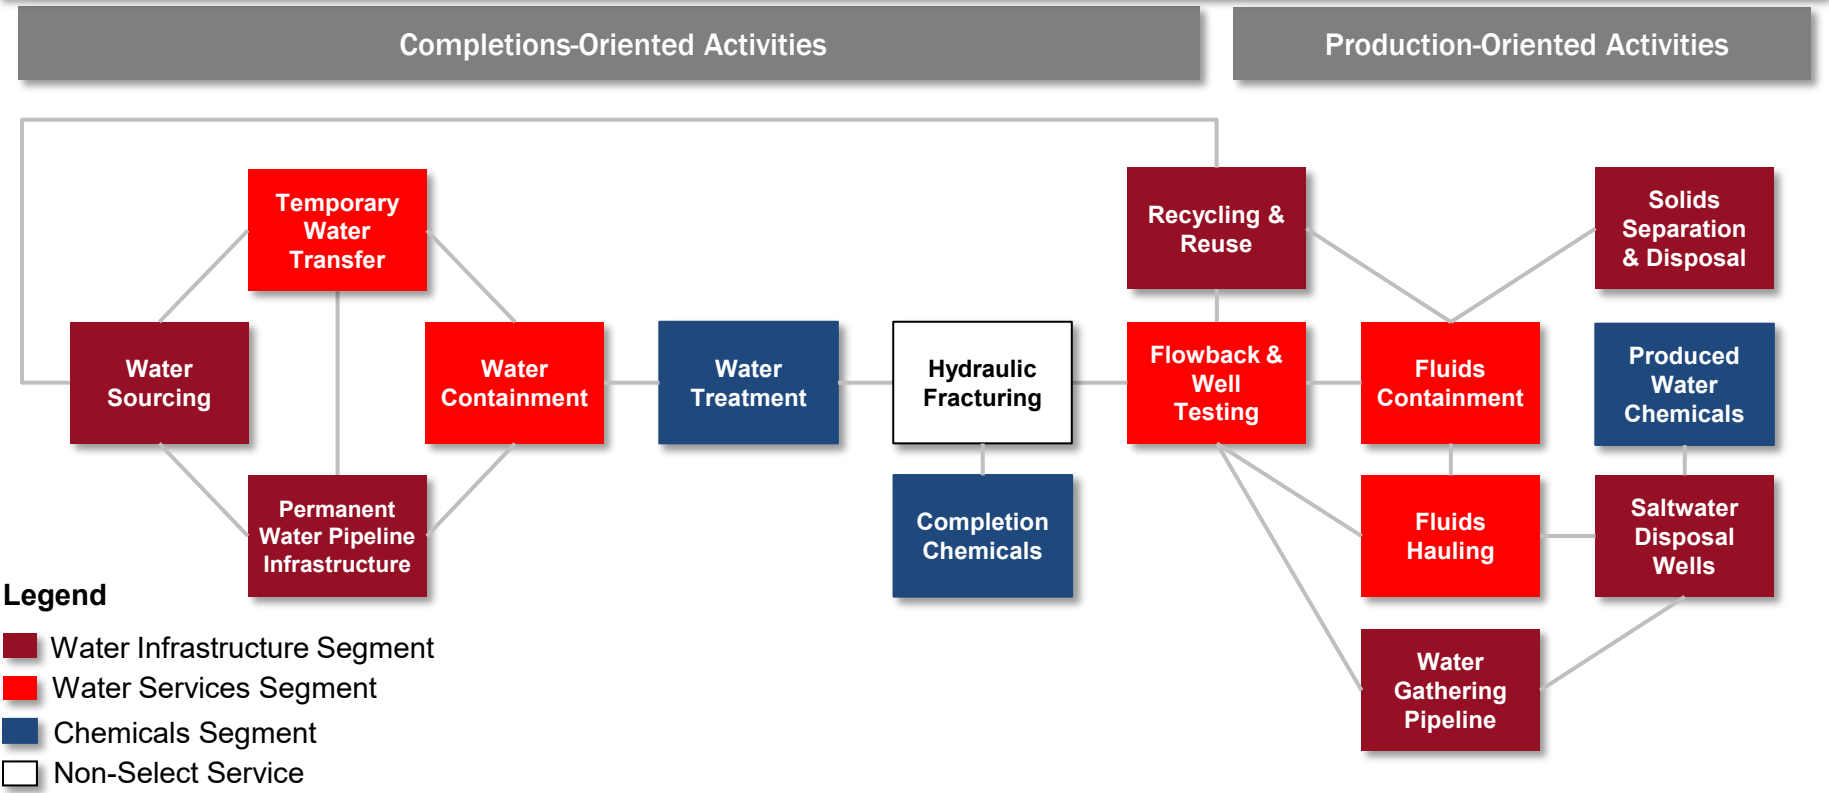 Completions-Oriented Activities
Production-Oriented Activities
Temporary
Water
Transfer
Recycling &
Reuse
Solids
Separation
& Disposal
Water
Sourcing
Water
Containment
Water
Treatment
Hydraulic
Fracturing
Flowback &
Well
Testing
Fluids
Containment
Produced
Water
Chemicals
Permanent
Water Pipeline
Infrastructure
Completion
Chemicals
Fluids
Hauling
Saltwater
Disposal
Wells
Water
Gathering
Pipeline
Legend
Water Infrastructure Segment
Water Services Segment
Chemicals Segment
Non-Select Service